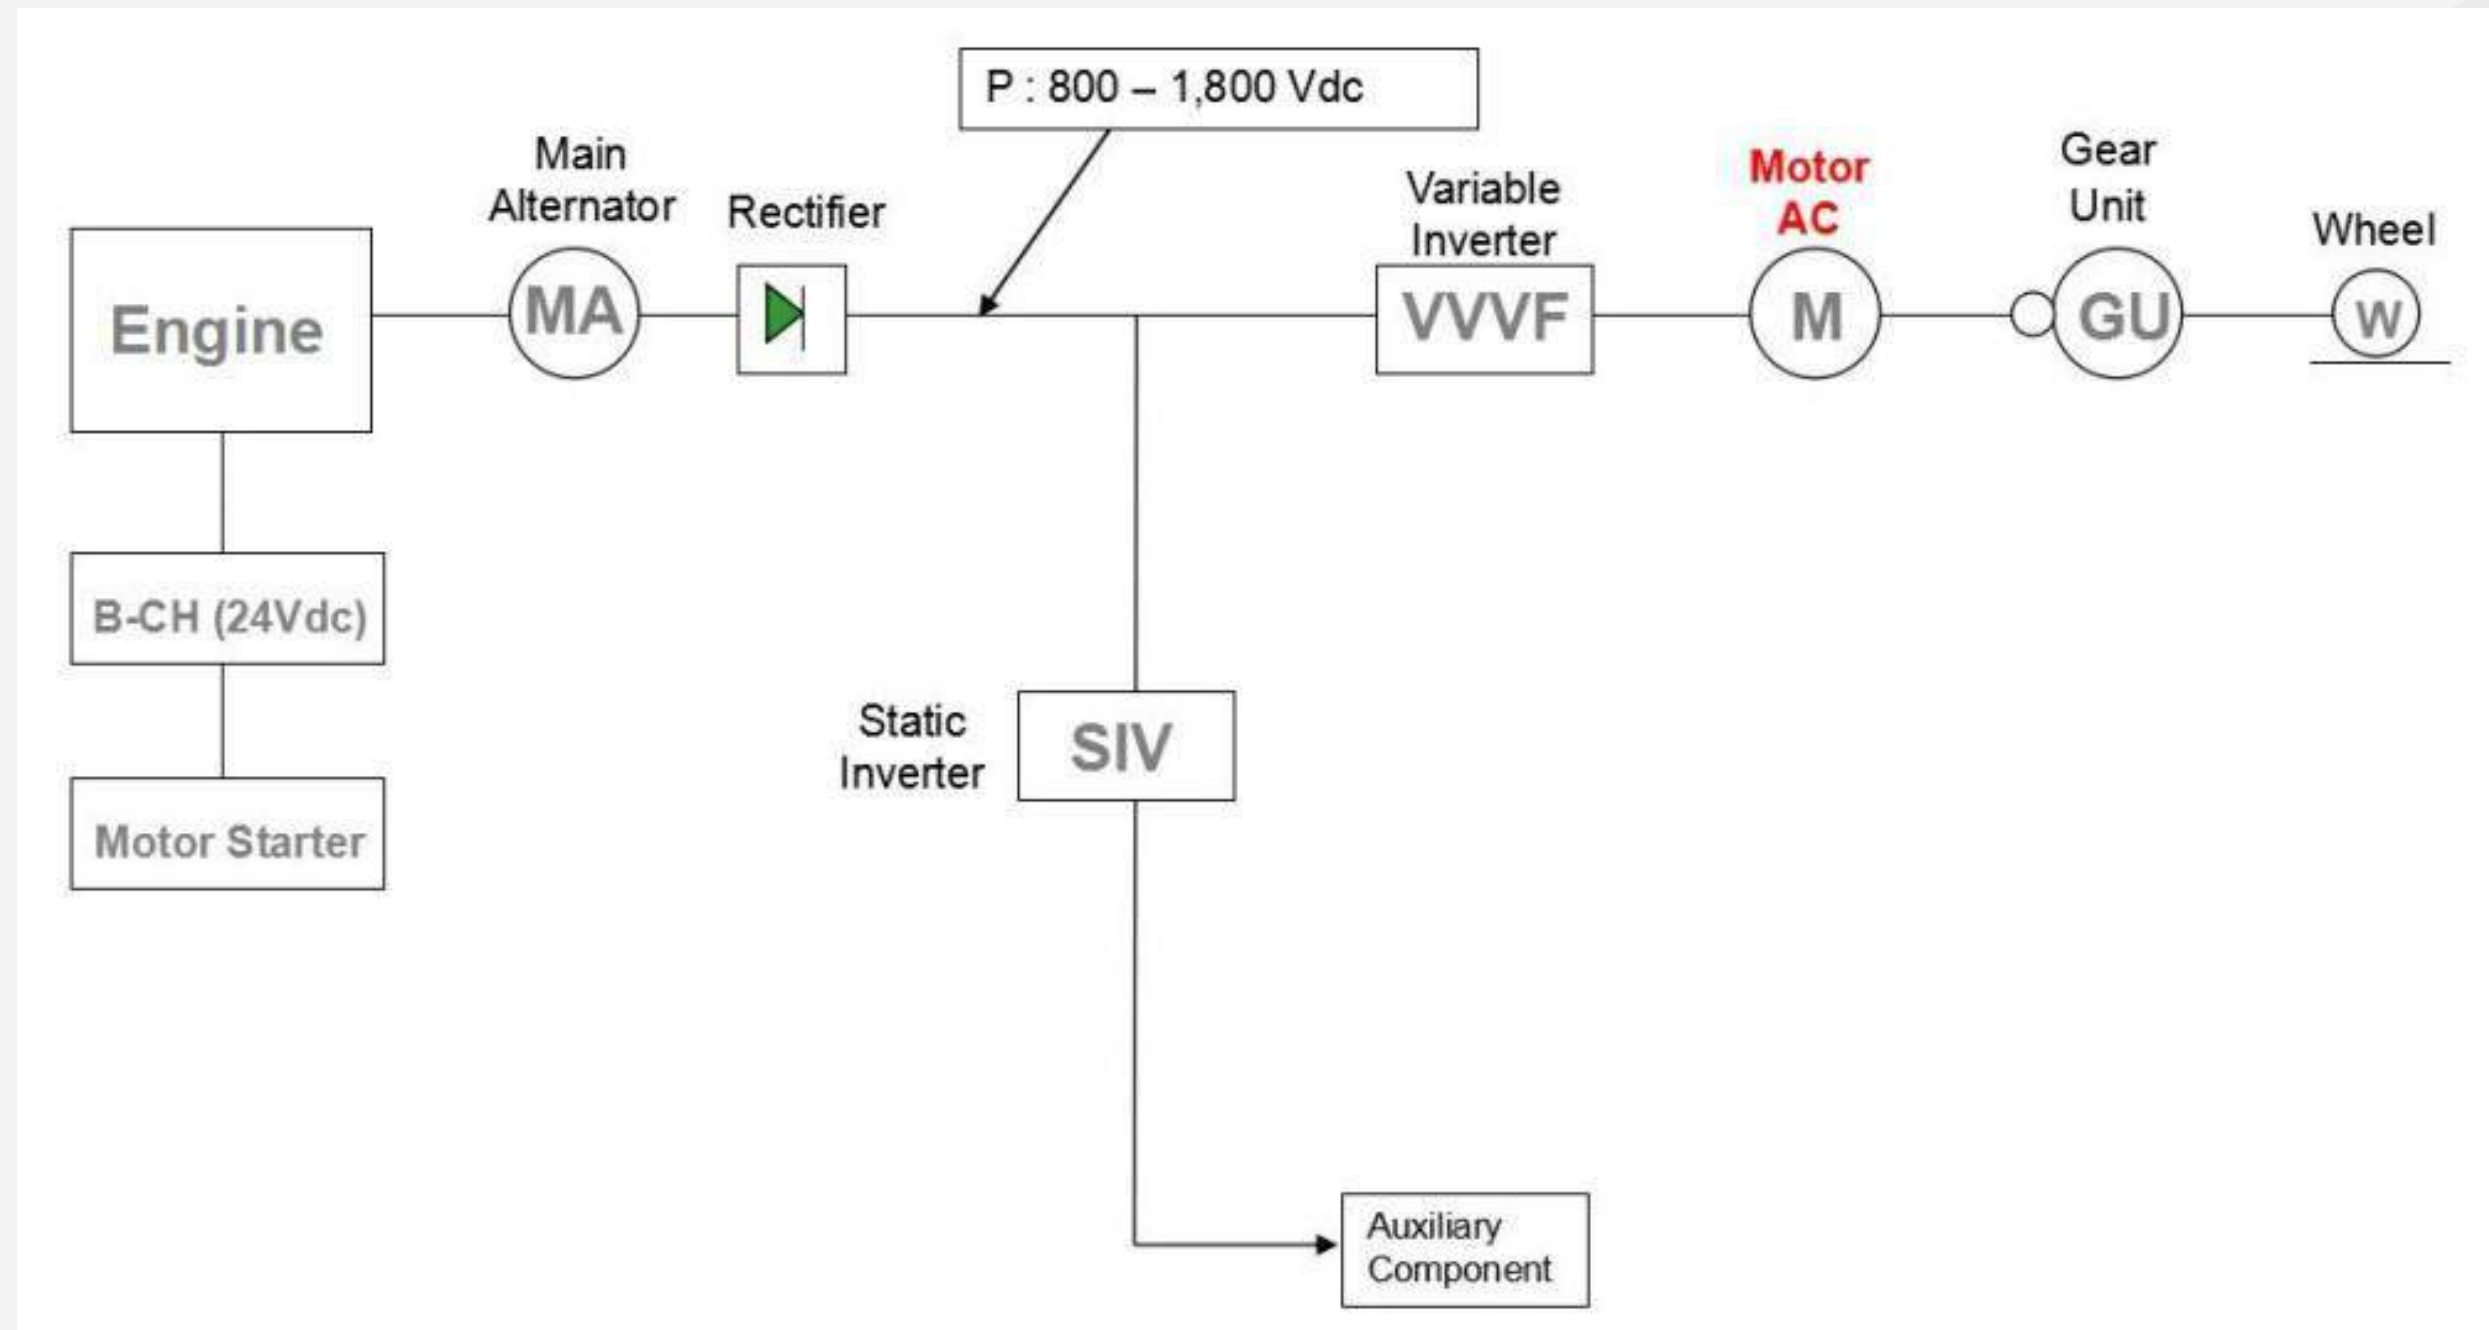 P : 800 – 1,800 Vdc
Main
Alternator
Rectifier
Variable
Inverter
Motor
AC
Gear
Unit
Wheel
Engine
MA
VVVF
M
GU
W
B-CH (24Vdc)
Motor Starter
Static
Inverter
SIV
Auxiliary
Component